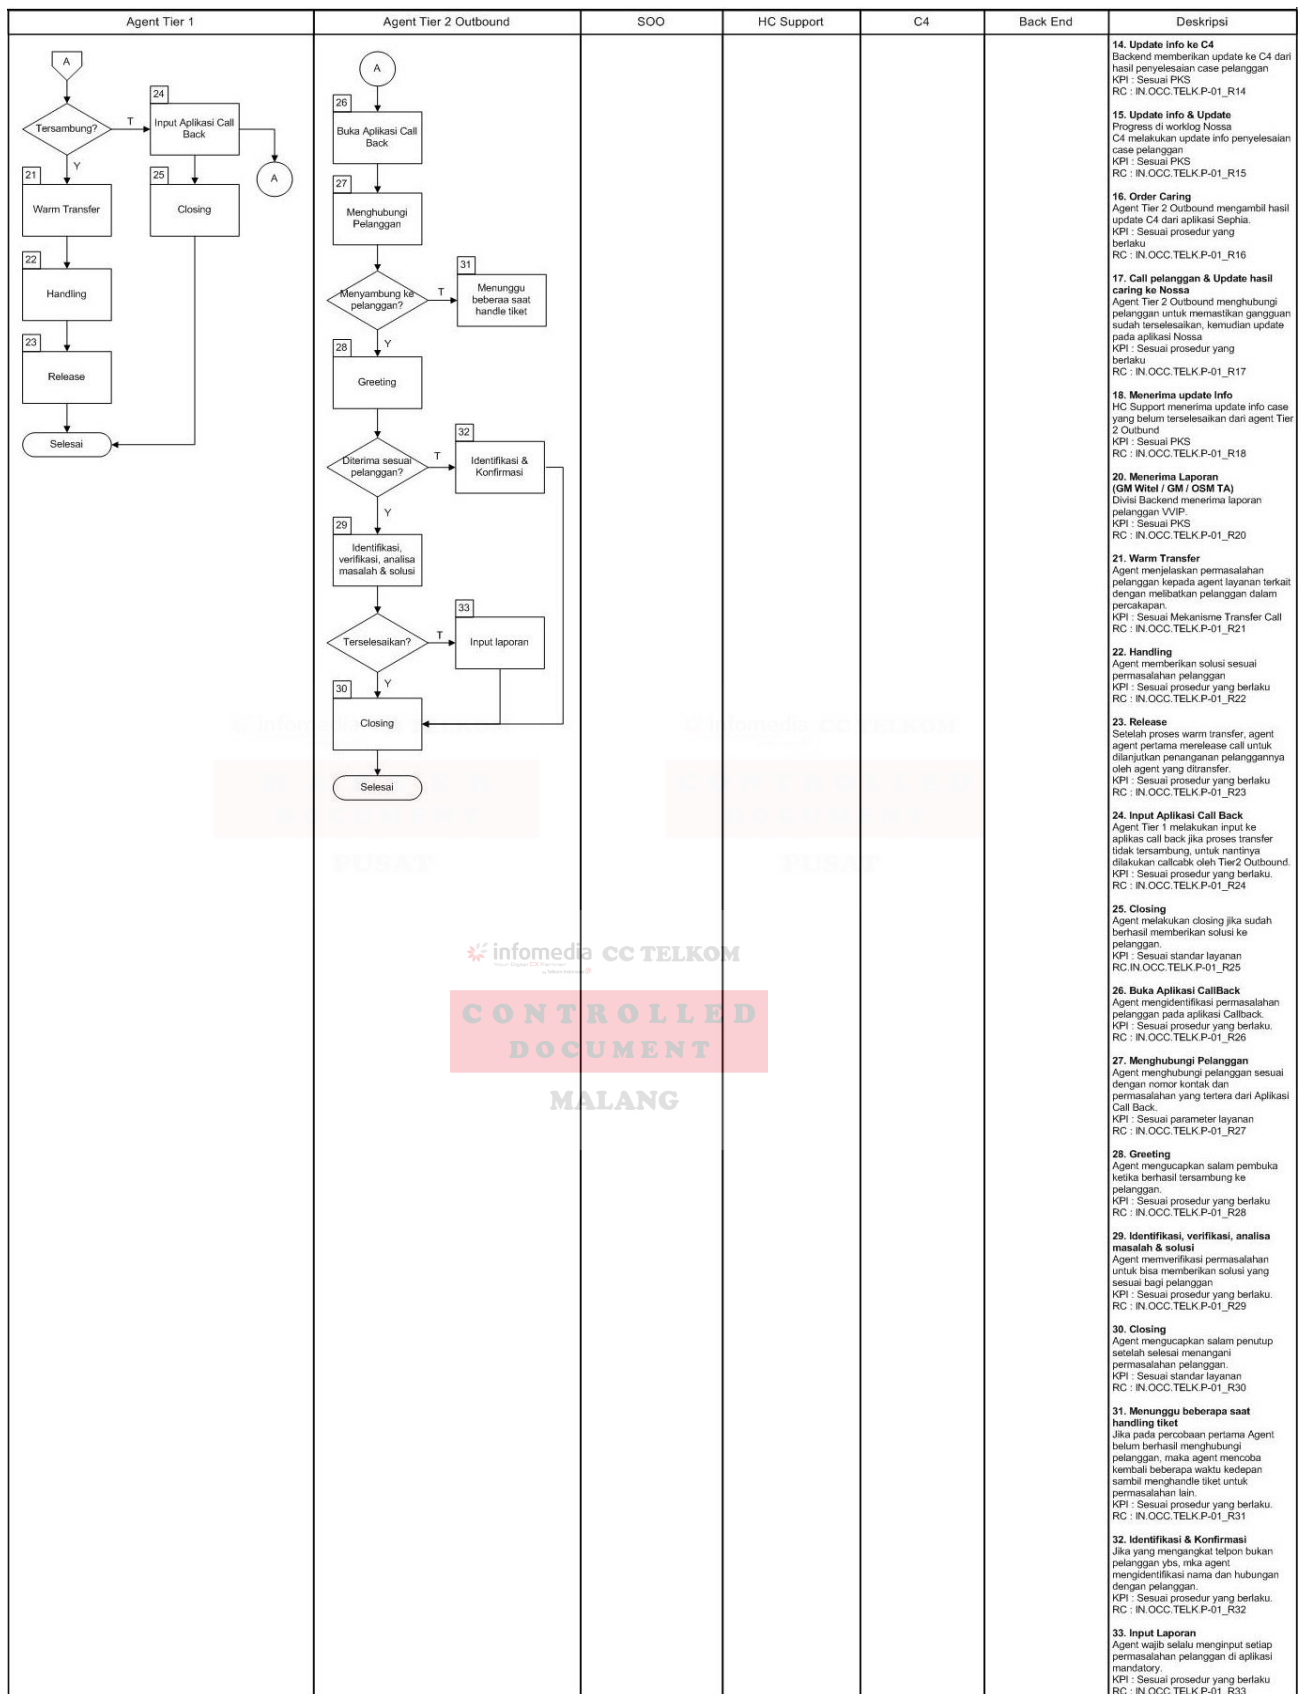 Agent Tier 1
Agent Tier 2 Outbound
SOO
HC Support
C4
Back End
Deskripsi
A
Tersambung?
T
24
Input Aplikasi Call
Back
A
Y
21
Warm Transfer
25
Closing
22
Handling
23
Release
Selesai
A
26
Buka Aplikasi Call
Back
27
Menghubungi
Pelanggan
Menyambung ke
pelanggan?
T
31
Menunggu
beberaa saat
handle tiket
Y
28
Greeting
Diterima sesuai
pelanggan?
T
32
Identifikasi &
Konfirmasi
Y
29
Identifikasi,
verifikasi, analisa
masalah & solusi
Terselesaikan?
T
33
Input laporan
Y
30
Closing
Selesai
14. Update info ke C4
Backend memberikan update ke C4 dari
hasil penyelesaian case pelanggan
KPI : Sesuai PKS
RC : IN.OCC.TELK.P-01_R14
15. Update info & Update
Progress di worklog Nossa
C4 melakukan update info penyelesaian
case pelanggan
KPI : Sesuai PKS
RC : IN.OCC.TELK.P-01_R15
16. Order Caring
Agent Tier 2 Outbound mengambil hasil
update C4 dari aplikasi Sephia.
KPI : Sesuai prosedur yang
berlaku
RC : IN.OCC.TELK.P-01_R16
17. Call pelanggan & Update hasil
caring ke Nossa
Agent Tier 2 Outbound menghubungi
pelanggan untuk memastikan gangguan
sudah terselesaikan, kemudian update
pada aplikasi Nossa
KPI : Sesuai prosedur yang
berlaku
RC : IN.OCC.TELK.P-01_R17
18. Menerima update Info
HC Support menerima update info case
yang belum terselesaikan dari agent Tier
2 Outbund
KPI : Sesuai PKS
RC : IN.OCC.TELK.P-01_R18
20. Menerima Laporan
(GM Witel / GM / OSM TA)
Divisi Backend menerima laporan
pelanggan VVIP.
KPI : Sesuai PKS
RC : IN.OCC.TELK.P-01_R20
21. Warm Transfer
Agent menjelaskan permasalahan
pelanggan kepada agent layanan terkait
dengan melibatkan pelanggan dalam
percakapan.
KPI : Sesuai Mekanisme Transfer Call
RC : IN.OCC.TELK.P-01_R21
22. Handling
Agent memberikan solusi sesuai
permasalahan pelanggan
KPI : Sesuai prosedur yang berlaku
RC : IN.OCC.TELK.P-01_R22
23. Release
Setelah proses warm transfer, agent
agent pertama merelease call untuk
dilanjutkan penanganan pelanggannya
oleh agent yang ditransfer.
KPI : Sesuai prosedur yang berlaku
RC : IN.OCC.TELK.P-01_R23
24. Input Aplikasi Call Back
Agent Tier 1 melakukan input ke
aplikas call back jika proses transfer
tidak tersambung, untuk nantinya
dilakukan callcabk oleh Tier2 Outbound.
KPI : Sesuai prosedur yang berlaku.
RC : IN.OCC.TELK.P-01_R24
25. Closing
Agent melakukan closing jika sudah
berhasil memberikan solusi ke
pelanggan.
KPI : Sesuai standar layanan
RC.IN.OCC.TELK.P-01_R25
26. Buka Aplikasi CallBack
Agent mengidentifikasi permasalahan
pelanggan pada aplikasi Callback.
KPI : Sesuai prosedur yang berlaku.
RC : IN.OCC.TELK.P-01_R26
27. Menghubungi Pelanggan
Agent menghubungi pelanggan sesuai
dengan nomor kontak dan
permasalahan yang tertera dari Aplikasi
Call Back.
KPI : Sesuai parameter layanan
RC : IN.OCC.TELK.P-01_R27
28. Greeting
Agent mengucapkan salam pembuka
ketika berhasil tersambung ke
pelanggan.
KPI : Sesuai prosedur yang berlaku
RC : IN.OCC.TELK.P-01_R28
29. Identifikasi, verifikasi, analisa
masalah & solusi
Agent memverifikasi permasalahan
untuk bisa memberikan solusi yang
sesuai bagi pelanggan
KPI : Sesuai prosedur yang berlaku.
RC : IN.OCC.TELK.P-01_R29
30. Closing
Agent mengucapkan salam penutup
setelah selesai menangani
permasalahan pelanggan.
KPI : Sesuai standar layanan
RC : IN.OCC.TELK.P-01_R30
31. Menunggu beberapa saat
handling tiket
Jika pada percobaan pertama Agent
belum berhasil menghubungi
pelanggan, maka agent mencoba
kembali beberapa waktu kedepan
sambil menghandle tiket untuk
permasalahan lain.
KPI : Sesuai prosedur yang berlaku.
RC : IN.OCC.TELK.P-01_R31
32. Identifikasi & Konfirmasi
Jika yang mengangkat telpon bukan
pelanggan ybs, mka agent
mengidentifikasi nama dan hubungan
dengan pelanggan.
KPI : Sesuai prosedur yang berlaku.
RC : IN.OCC.TELK.P-01_R32
33. Input Laporan
Agent wajib selalu menginput setiap
permasalahan pelanggan di aplikasi
mandatory.
KPI : Sesuai prosedur yang berlaku
RC : IN.OCC.TELK.P-01_R33
infomedia CC TELKOM
CONTROLLED
DOCUMENT
MALANG
infomedia CC TELKOM
PUSAT
infomedia CC TELKOM
PUSAT